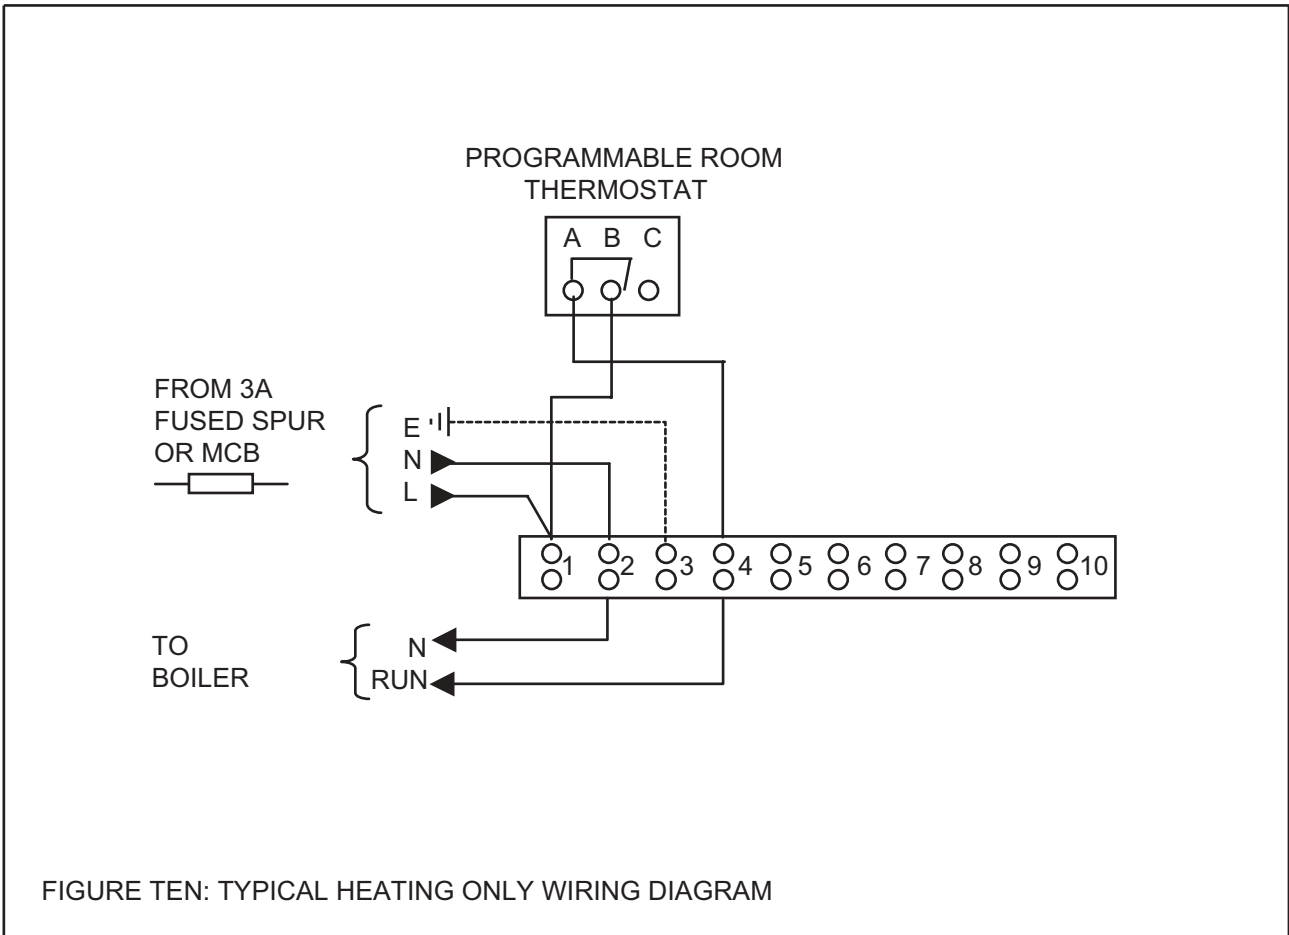 PROGRAMMABLE ROOM
THERMOSTAT
A B C
FROM 3A
FUSED SPUR
OR MCB
E
N
L
1 2 3 4 5 6 7 8 9 10
TO
BOILER
N
RUN
FIGURE TEN: TYPICAL HEATING ONLY WIRING DIAGRAM